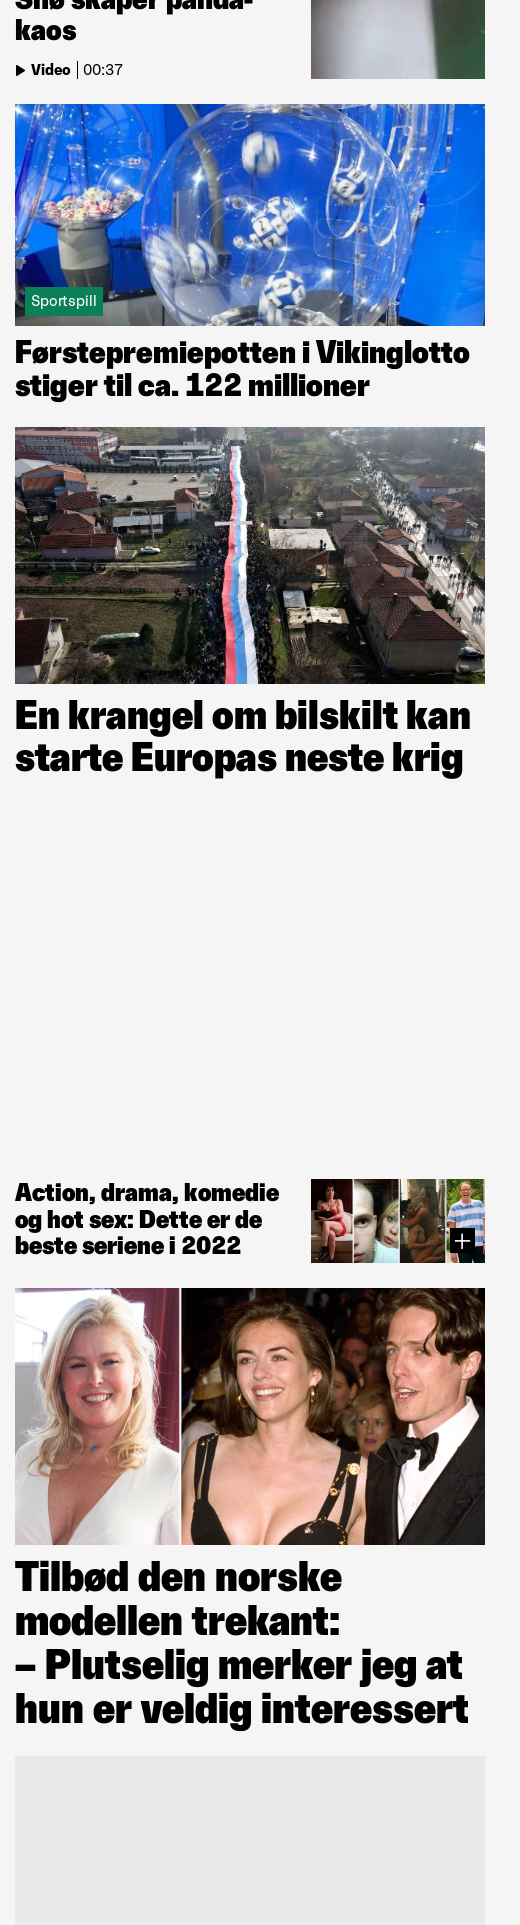 Snø skaper panda-
kaos
Video | 00:37
Sportspill
Førstepremiepotten i Vikinglotto
stiger til ca. 122 millioner
En krangel om bilskilt kan
starte Europas neste krig
Action, drama, komedie
og hot sex: Dette er de
beste seriene i 2022
Tilbød den norske
modellen trekant:
– Plutselig merker jeg at
hun er veldig interessert